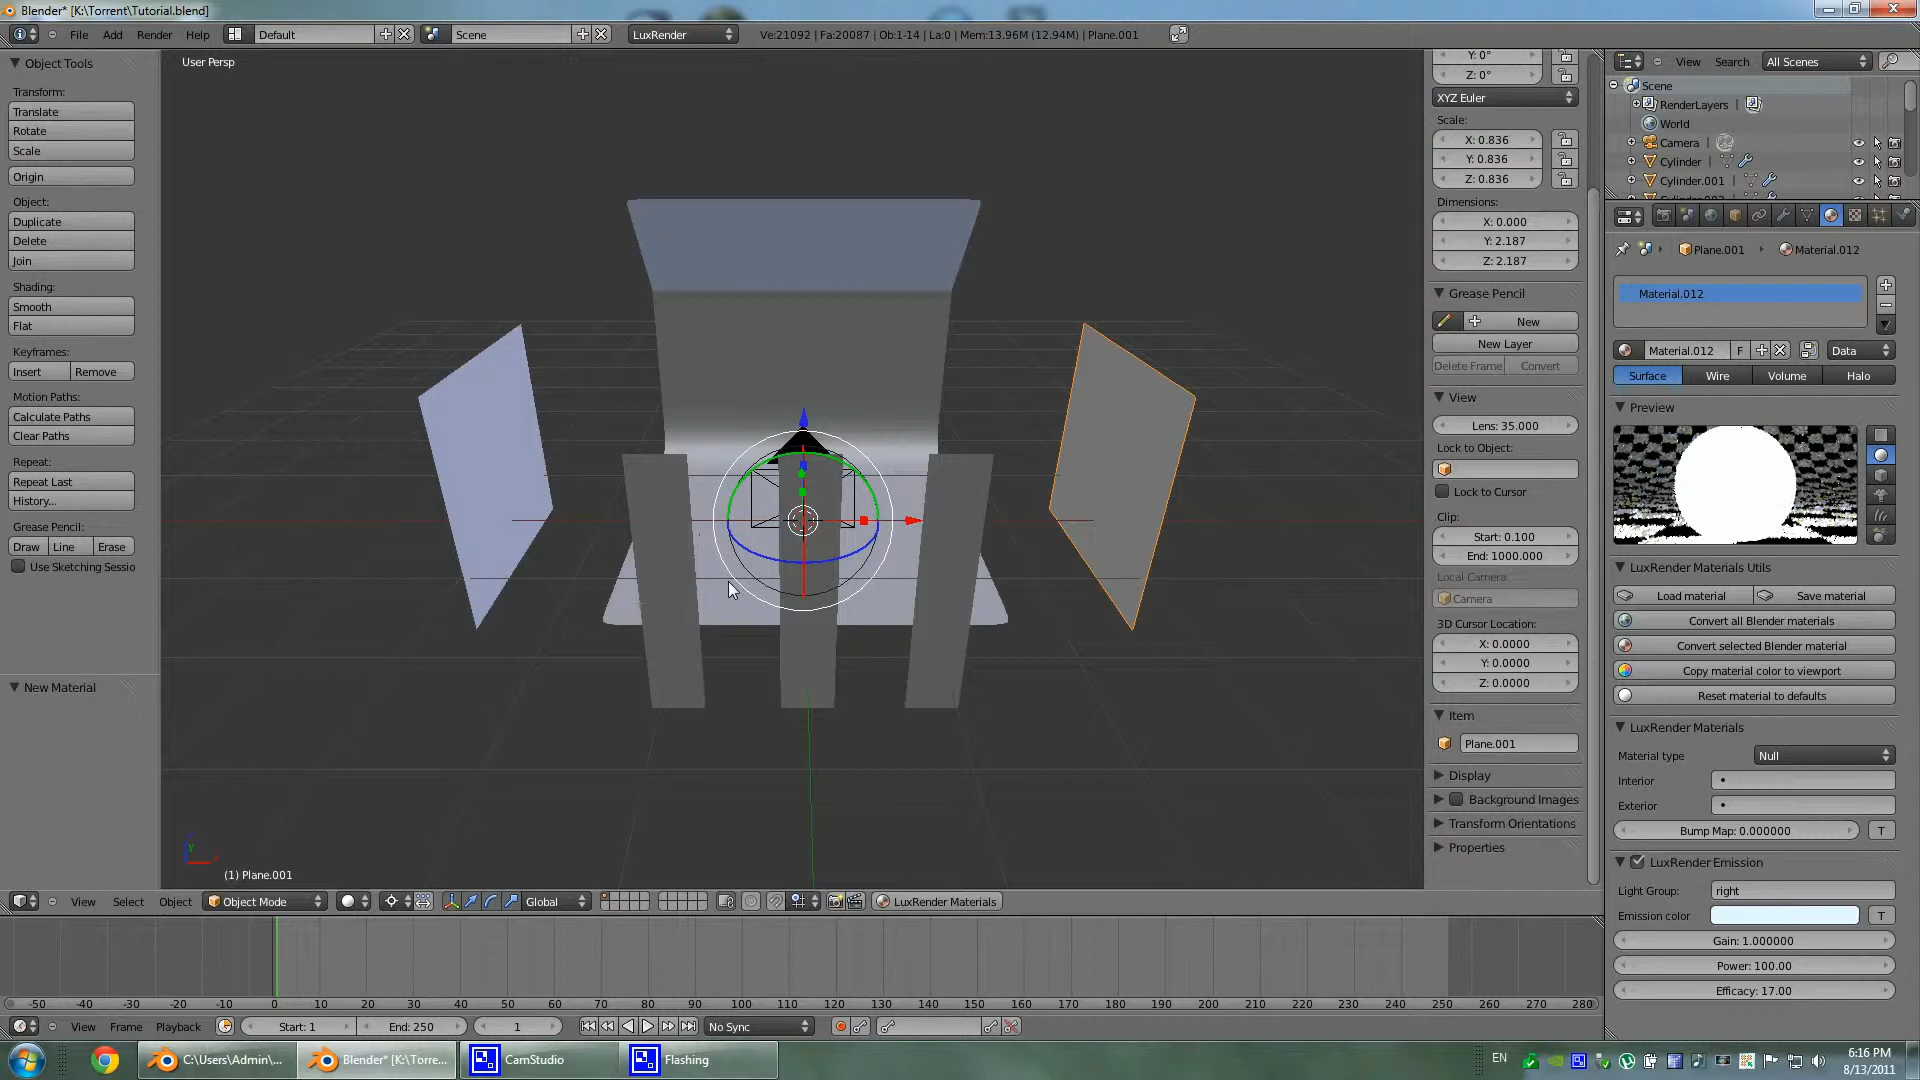 Blender* [K:\Torrent\Tutorial.blend]
File Add Render Help Default Scene LuxRender Ve:21092 | Fa:20087 | Ob:1-14 | La:0 | Mem:13.96M (12.94M) | Plane.001
Object Tools
Transform:
Translate
Rotate
Scale
Origin
Object:
Duplicate
Delete
Join
Shading:
Smooth
Flat
Keyframes:
Insert Remove
Motion Paths:
Calculate Paths
Clear Paths
Repeat:
Repeat Last
History...
Grease Pencil:
Draw Line Erase
Use Sketching Sessio
New Material
User Persp
(1) Plane.001
Y: 0°
Z: 0°
XYZ Euler
Scale:
X: 0.836
Y: 0.836
Z: 0.836
Dimensions:
X: 0.000
Y: 2.187
Z: 2.187
Grease Pencil
New
New Layer
Delete Frame Convert
View
Lens: 35.000
Lock to Object:
Lock to Cursor
Clip:
Start: 0.100
End: 1000.000
Local Camera:
Camera
3D Cursor Location:
X: 0.0000
Y: 0.0000
Z: 0.0000
Item
Plane.001
Display
Background Images
Transform Orientations
Properties
View Search All Scenes
Scene
RenderLayers |
World
Camera |
Cylinder |
Cylinder.001 |
Plane.001 Material.012
Material.012
Material.012 F Data
Surface Wire Volume Halo
Preview
LuxRender Materials Utils
Load material Save material
Convert all Blender materials
Convert selected Blender material
Copy material color to viewport
Reset material to defaults
LuxRender Materials
Material type Null
Interior
Exterior
Bump Map: 0.000000 T
LuxRender Emission
Light Group: right
Emission color T
Gain: 1.000000
Power: 100.00
Efficacy: 17.00
View Select Object Object Mode Global LuxRender Materials
-50 -40 -30 -20 -10 0 10 20 30 40 50 60 70 80 90 100 110 120 130 140 150 160 170 180 190 200 210 220 230 240 250 260 270 280
View Frame Playback Start: 1 End: 250 1 No Sync
C:\Users\Admin\... Blender* [K:\Torre... CamStudio Flashing EN 6:16 PM
8/13/2011